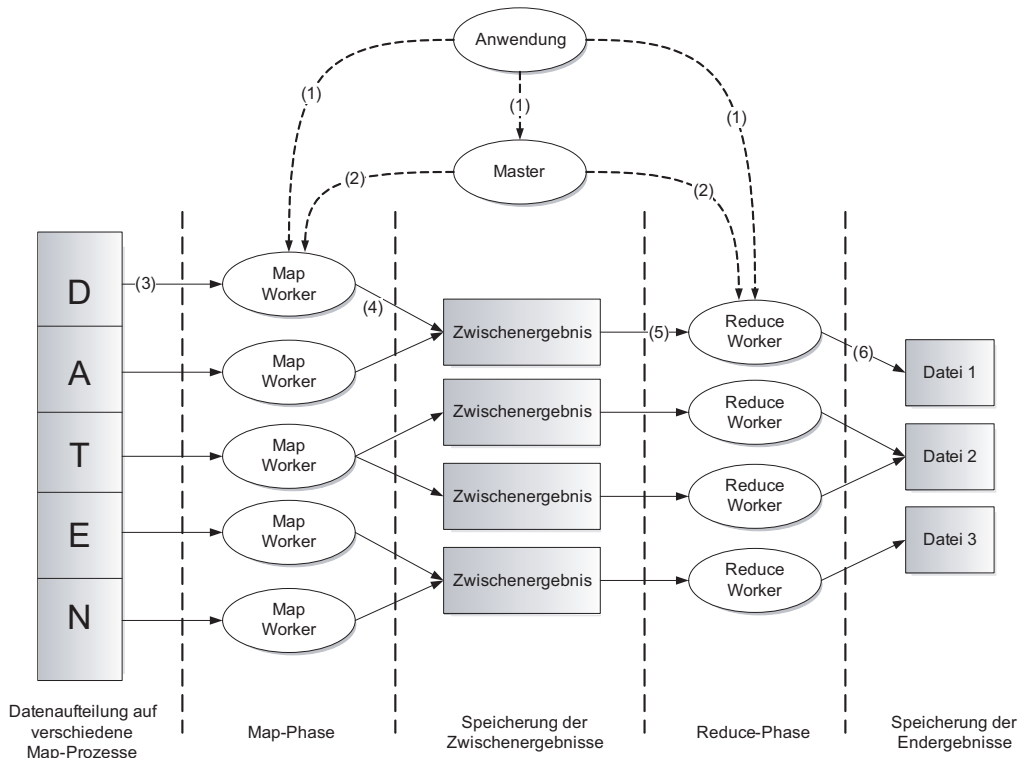 Anwendung
(1)
(1)
(1)
Master
(2)
(2)
D
A
T
E
N
(3)
Map
Worker
Map
Worker
Map
Worker
Map
Worker
Map
Worker
(4)
Zwischenergebnis
Zwischenergebnis
Zwischenergebnis
Zwischenergebnis
(5)
Reduce
Worker
Reduce
Worker
Reduce
Worker
Reduce
Worker
(6)
Datei 1
Datei 2
Datei 3
Datenaufteilung auf
verschiedene
Map-Prozesse
Map-Phase
Speicherung der
Zwischenergebnisse
Reduce-Phase
Speicherung der
Endergebnisse